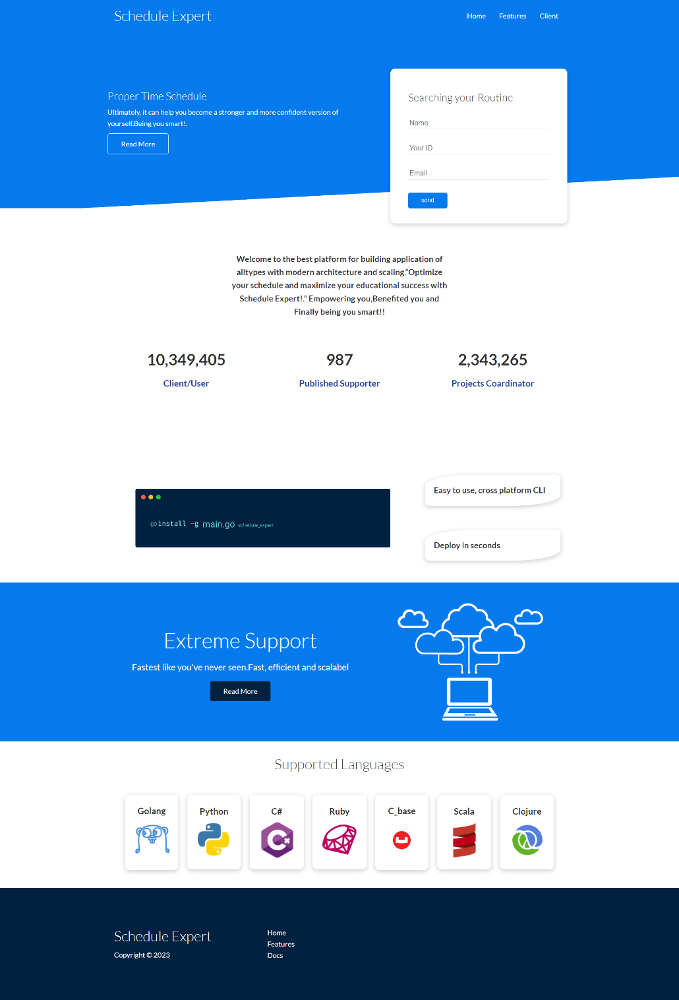 Schedule Expert
Home Features Client
Proper Time Schedule
Ultimately, it can help you become a stronger and more confident version of
yourself.Being you smart!.
Read More
Searching your Routine
Name
Your ID
Email
send
Welcome to the best platform for building application of
alltypes with modern architecture and scaling.“Optimize
your schedule and maximize your educational success with
Schedule Expert!.” Empowering you,Benefited you and
Finally being you smart!!
10,349,405
Client/User
987
Published Supporter
2,343,265
Projects Coardinator
go install -g main.go schedule_expert
Easy to use, cross platform CLI
Deploy in seconds
Extreme Support
Fastest like you've never seen.Fast, efficient and scalabel
Read More
Supported Languages
Golang
Python
C#
Ruby
C_base
Scala
Clojure
Schedule Expert
Copyright © 2023
Home
Features
Docs